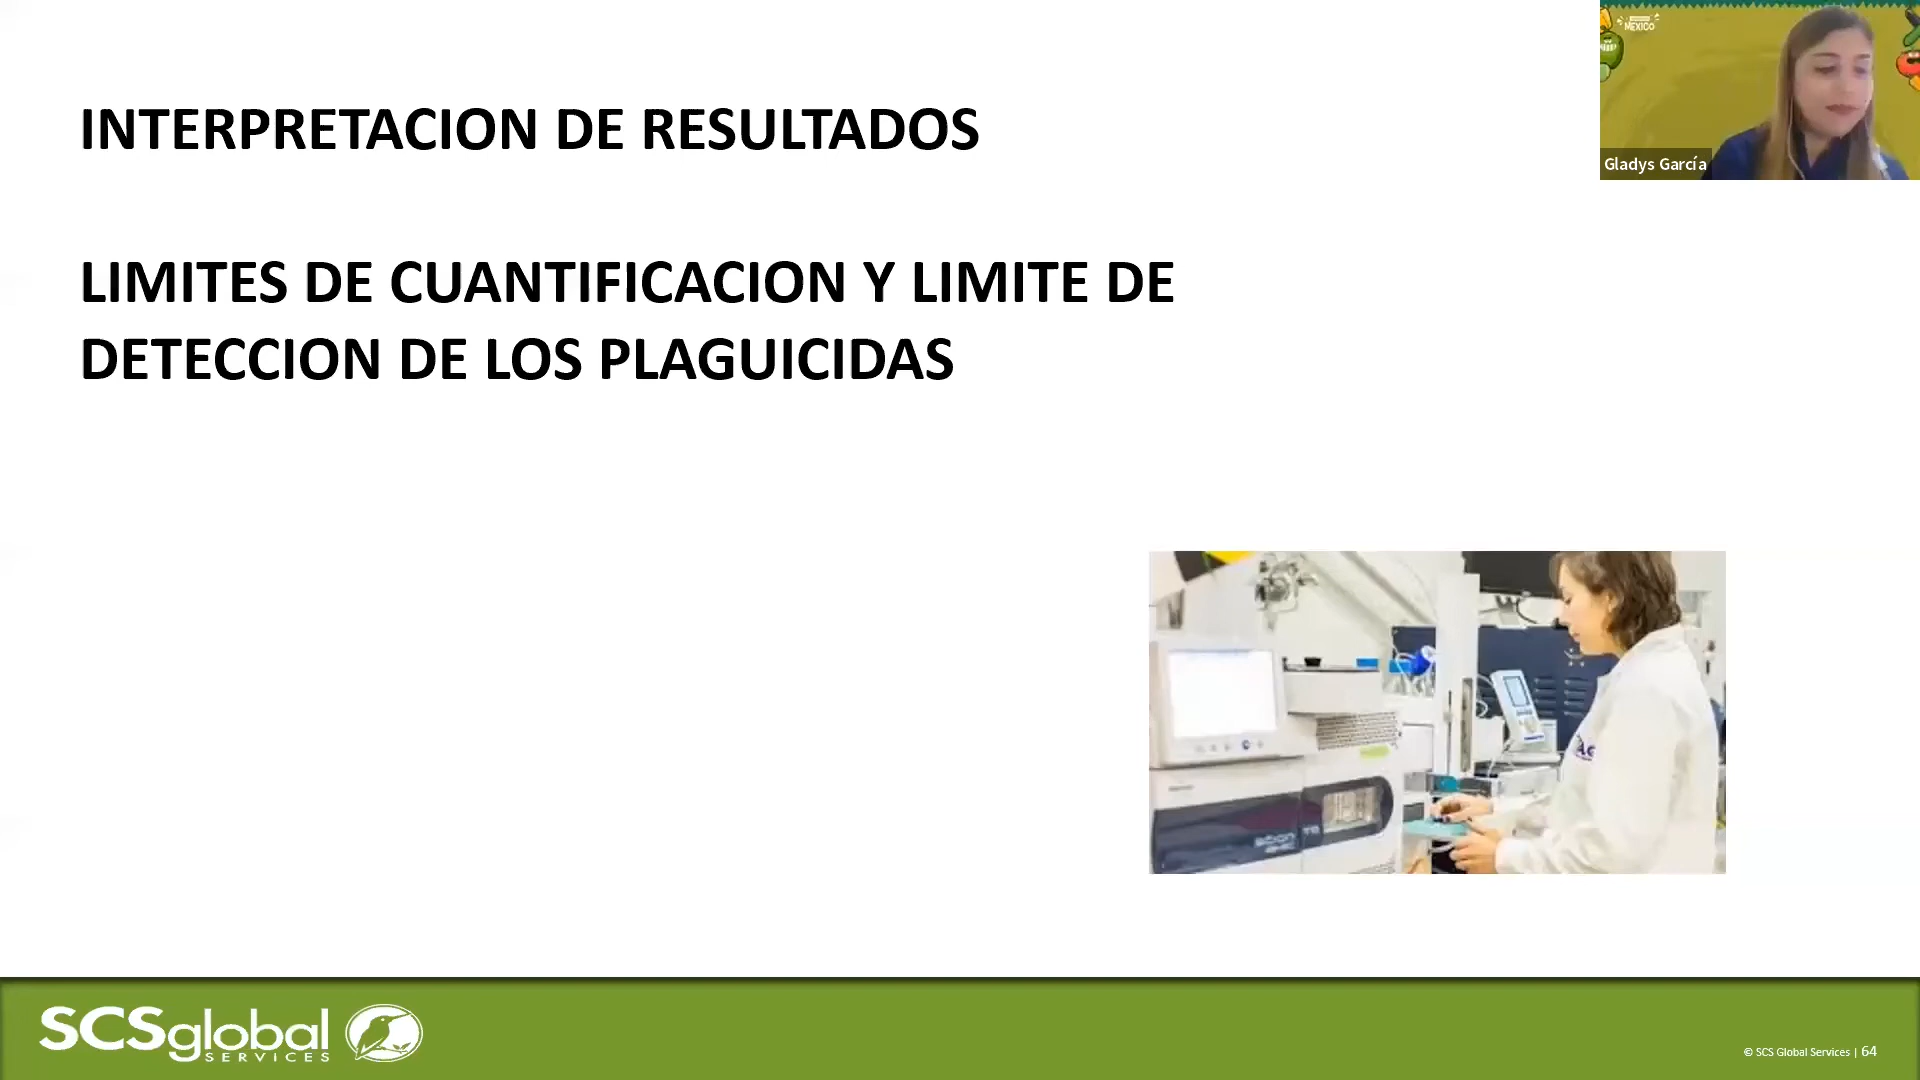 INTERPRETACION DE RESULTADOS
LIMITES DE CUANTIFICACION Y LIMITE DE
DETECCION DE LOS PLAGUICIDAS
MÉXICO
Gladys García
SCSglobal
SERVICES
© SCS Global Services | 64